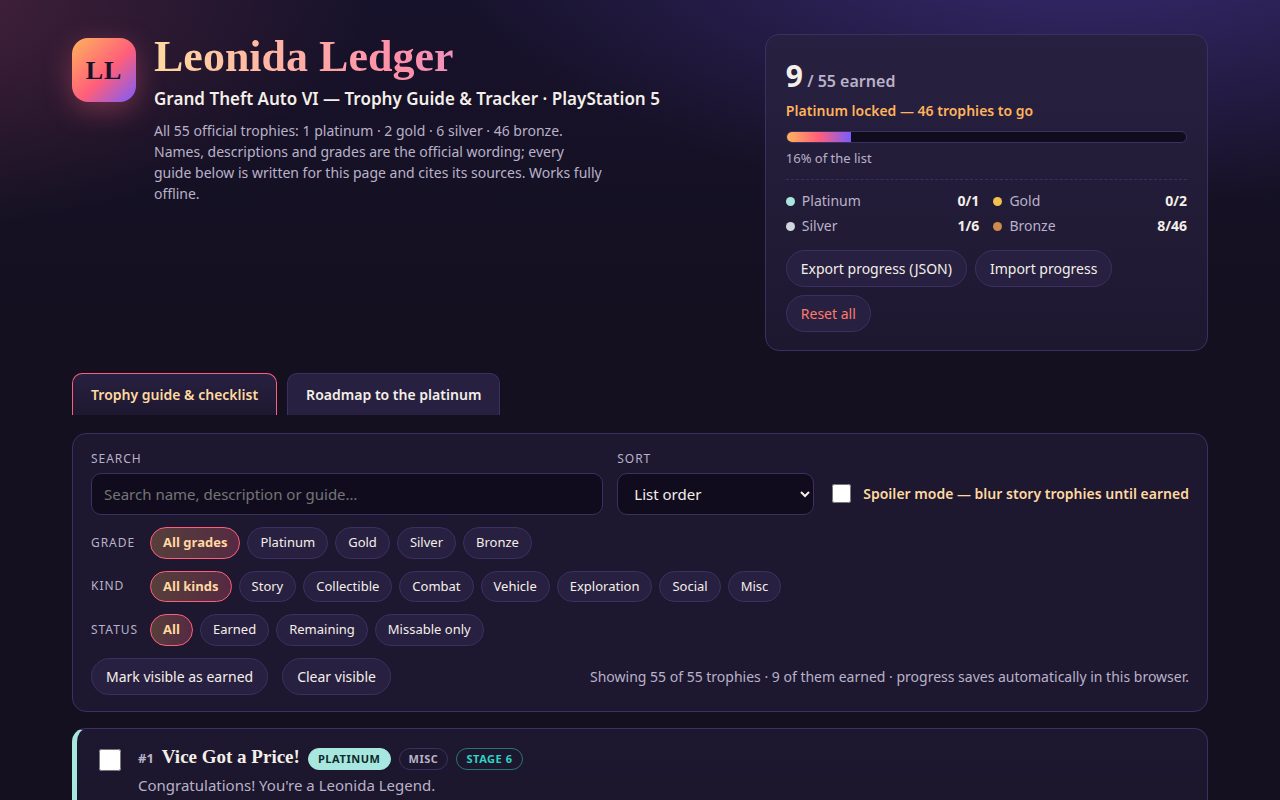 LL
Leonida Ledger
Grand Theft Auto VI — Trophy Guide & Tracker · PlayStation 5
All 55 official trophies: 1 platinum · 2 gold · 6 silver · 46 bronze.
Names, descriptions and grades are the official wording; every
guide below is written for this page and cites its sources. Works fully
offline.
9 / 55 earned
Platinum locked — 46 trophies to go
16% of the list
Platinum 0/1 Gold 0/2
Silver 1/6 Bronze 8/46
Export progress (JSON) Import progress
Reset all
Trophy guide & checklist Roadmap to the platinum
SEARCH SORT
Search name, description or guide... List order Spoiler mode — blur story trophies until earned
GRADE All grades Platinum Gold Silver Bronze
KIND All kinds Story Collectible Combat Vehicle Exploration Social Misc
STATUS All Earned Remaining Missable only
Mark visible as earned Clear visible Showing 55 of 55 trophies · 9 of them earned · progress saves automatically in this browser.
#1 Vice Got a Price! PLATINUM MISC STAGE 6
Congratulations! You're a Leonida Legend.